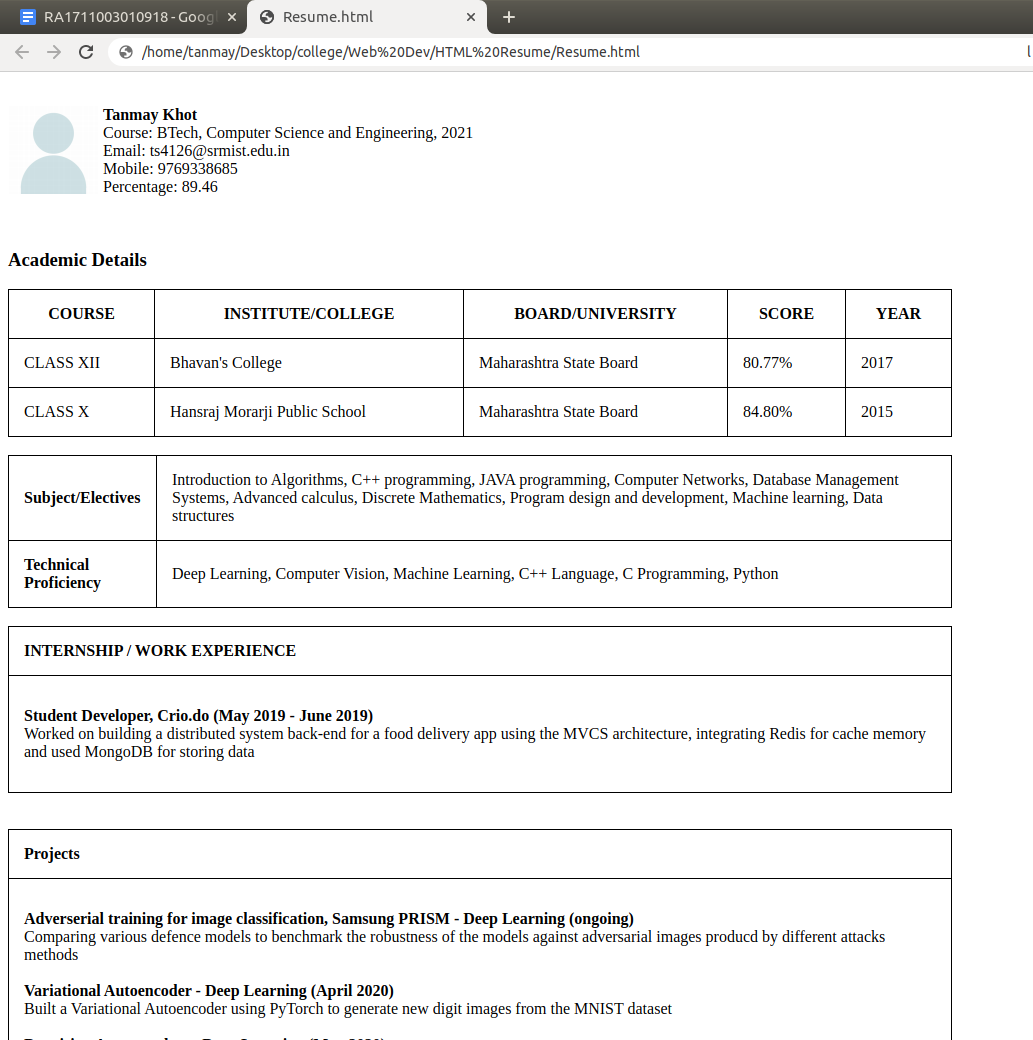 RA1711003010918 - Googl
Resume.html
/home/tanmay/Desktop/college/Web%20Dev/HTML%20Resume/Resume.html
Tanmay Khot
Course: BTech, Computer Science and Engineering, 2021
Email: ts4126@srmist.edu.in
Mobile: 9769338685
Percentage: 89.46
Academic Details
COURSE INSTITUTE/COLLEGE BOARD/UNIVERSITY SCORE YEAR
CLASS XII Bhavan's College Maharashtra State Board 80.77% 2017
CLASS X Hansraj Morarji Public School Maharashtra State Board 84.80% 2015
Subject/Electives
Introduction to Algorithms, C++ programming, JAVA programming, Computer Networks, Database Management
Systems, Advanced calculus, Discrete Mathematics, Program design and development, Machine learning, Data
structures
Technical
Proficiency
Deep Learning, Computer Vision, Machine Learning, C++ Language, C Programming, Python
INTERNSHIP / WORK EXPERIENCE
Student Developer, Crio.do (May 2019 - June 2019)
Worked on building a distributed system back-end for a food delivery app using the MVCS architecture, integrating Redis for cache memory
and used MongoDB for storing data
Projects
Adverserial training for image classification, Samsung PRISM - Deep Learning (ongoing)
Comparing various defence models to benchmark the robustness of the models against adversarial images producd by different attacks
methods
Variational Autoencoder - Deep Learning (April 2020)
Built a Variational Autoencoder using PyTorch to generate new digit images from the MNIST dataset